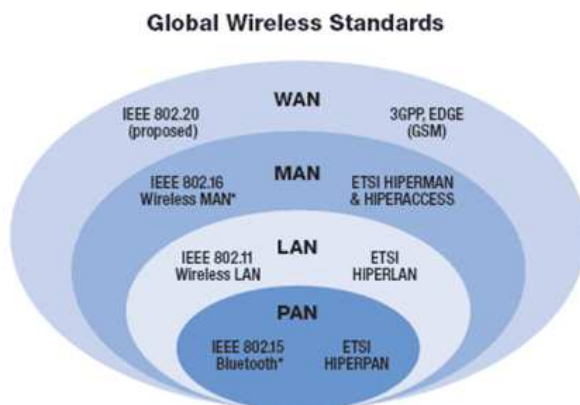 Global Wireless Standards
WAN
IEEE 802.20
(proposed)
3GPP, EDGE
(GSM)
MAN
IEEE 802.16
Wireless MAN*
ETSI HIPERMAN
& HIPERACCESS
LAN
IEEE 802.11
Wireless LAN
ETSI
HIPERLAN
PAN
IEEE 802.15
Bluetooth*
ETSI
HIPERPAN